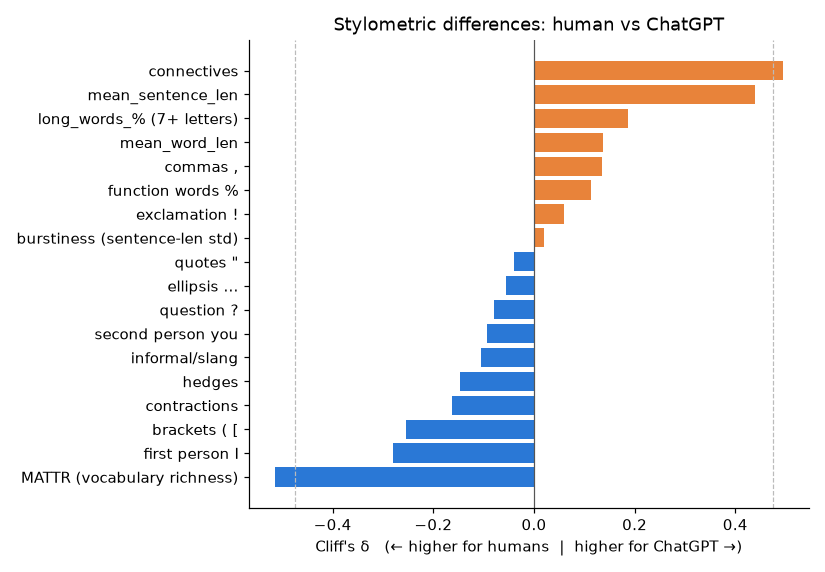 Stylometric differences: human vs ChatGPT
connectives
mean_sentence_len
long_words_% (7+ letters)
mean_word_len
commas ,
function words %
exclamation !
burstiness (sentence-len std)
quotes "
ellipsis …
question ?
second person you
informal/slang
hedges
contractions
brackets ( [
first person I
MATTR (vocabulary richness)
−0.4 −0.2 0.0 0.2 0.4
Cliff's δ (← higher for humans | higher for ChatGPT →)